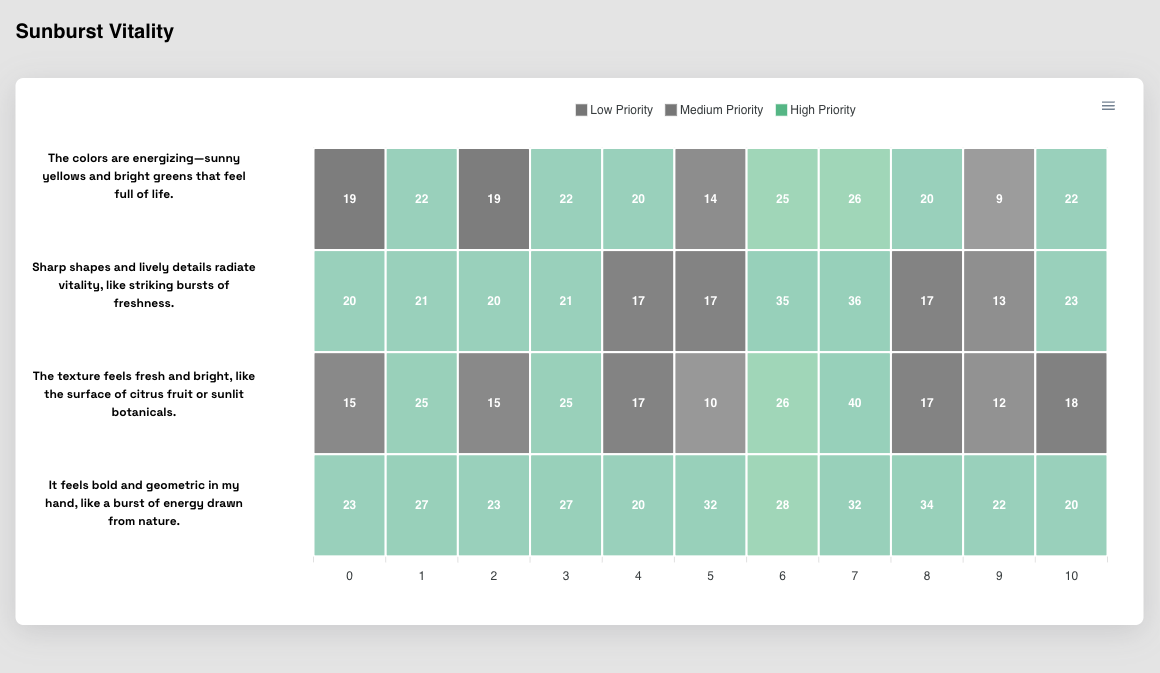 Sunburst Vitality
Low Priority Medium Priority High Priority
The colors are energizing—sunny
yellows and bright greens that feel
full of life.
19 22 19 22 20 14 25 26 20 9 22
Sharp shapes and lively details radiate
vitality, like striking bursts of
freshness.
20 21 20 21 17 17 35 36 17 13 23
The texture feels fresh and bright, like
the surface of citrus fruit or sunlit
botanicals.
15 25 15 25 17 10 26 40 17 12 18
It feels bold and geometric in my
hand, like a burst of energy drawn
from nature.
23 27 23 27 20 32 28 32 34 22 20
0 1 2 3 4 5 6 7 8 9 10